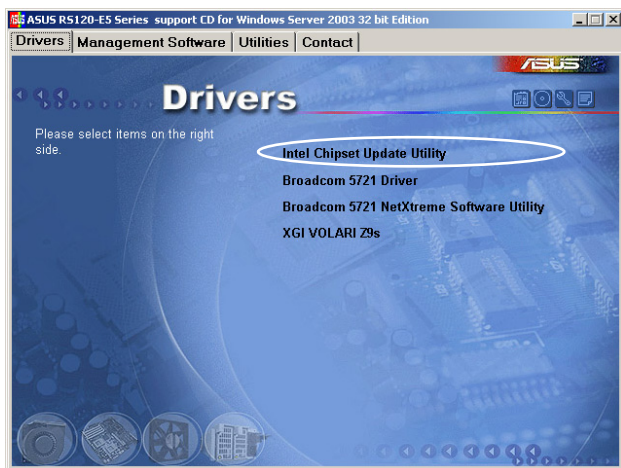 ASUS RS120-E5 Series support CD for Windows Server 2003 32 bit Edition
Drivers Management Software Utilities Contact
ASUS
Drivers
Please select items on the right
side.
Intel Chipset Update Utility
Broadcom 5721 Driver
Broadcom 5721 NetXtreme Software Utility
XGI VOLARI Z9s